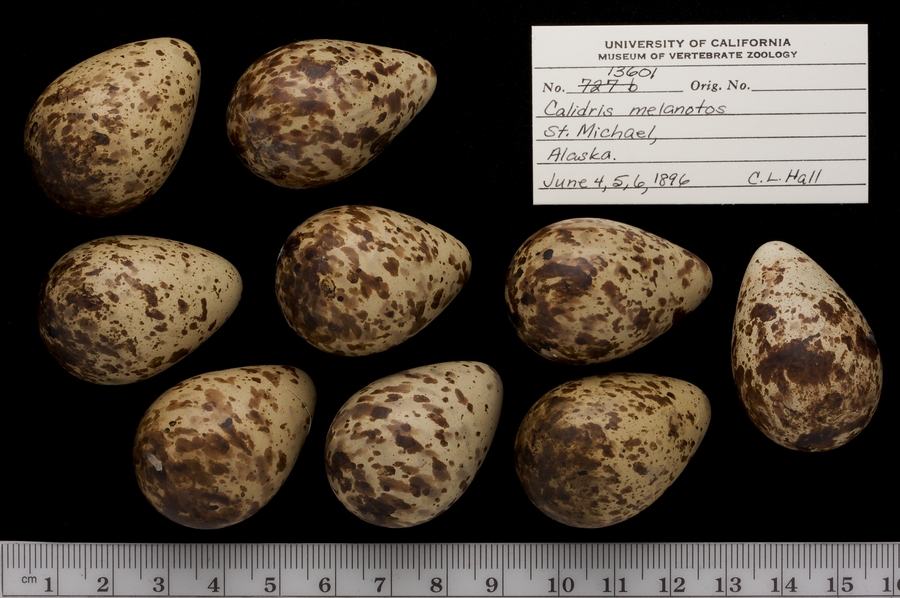 UNIVERSITY OF CALIFORNIA
MUSEUM OF VERTEBRATE ZOOLOGY
13601
No. 727 b Orig. No.
Calidris melanotos
St. Michael,
Alaska.
June 4, 5, 6, 1896 C. L. Hall
cm 1 2 3 4 5 6 7 8 9 10 11 12 13 14 15 16